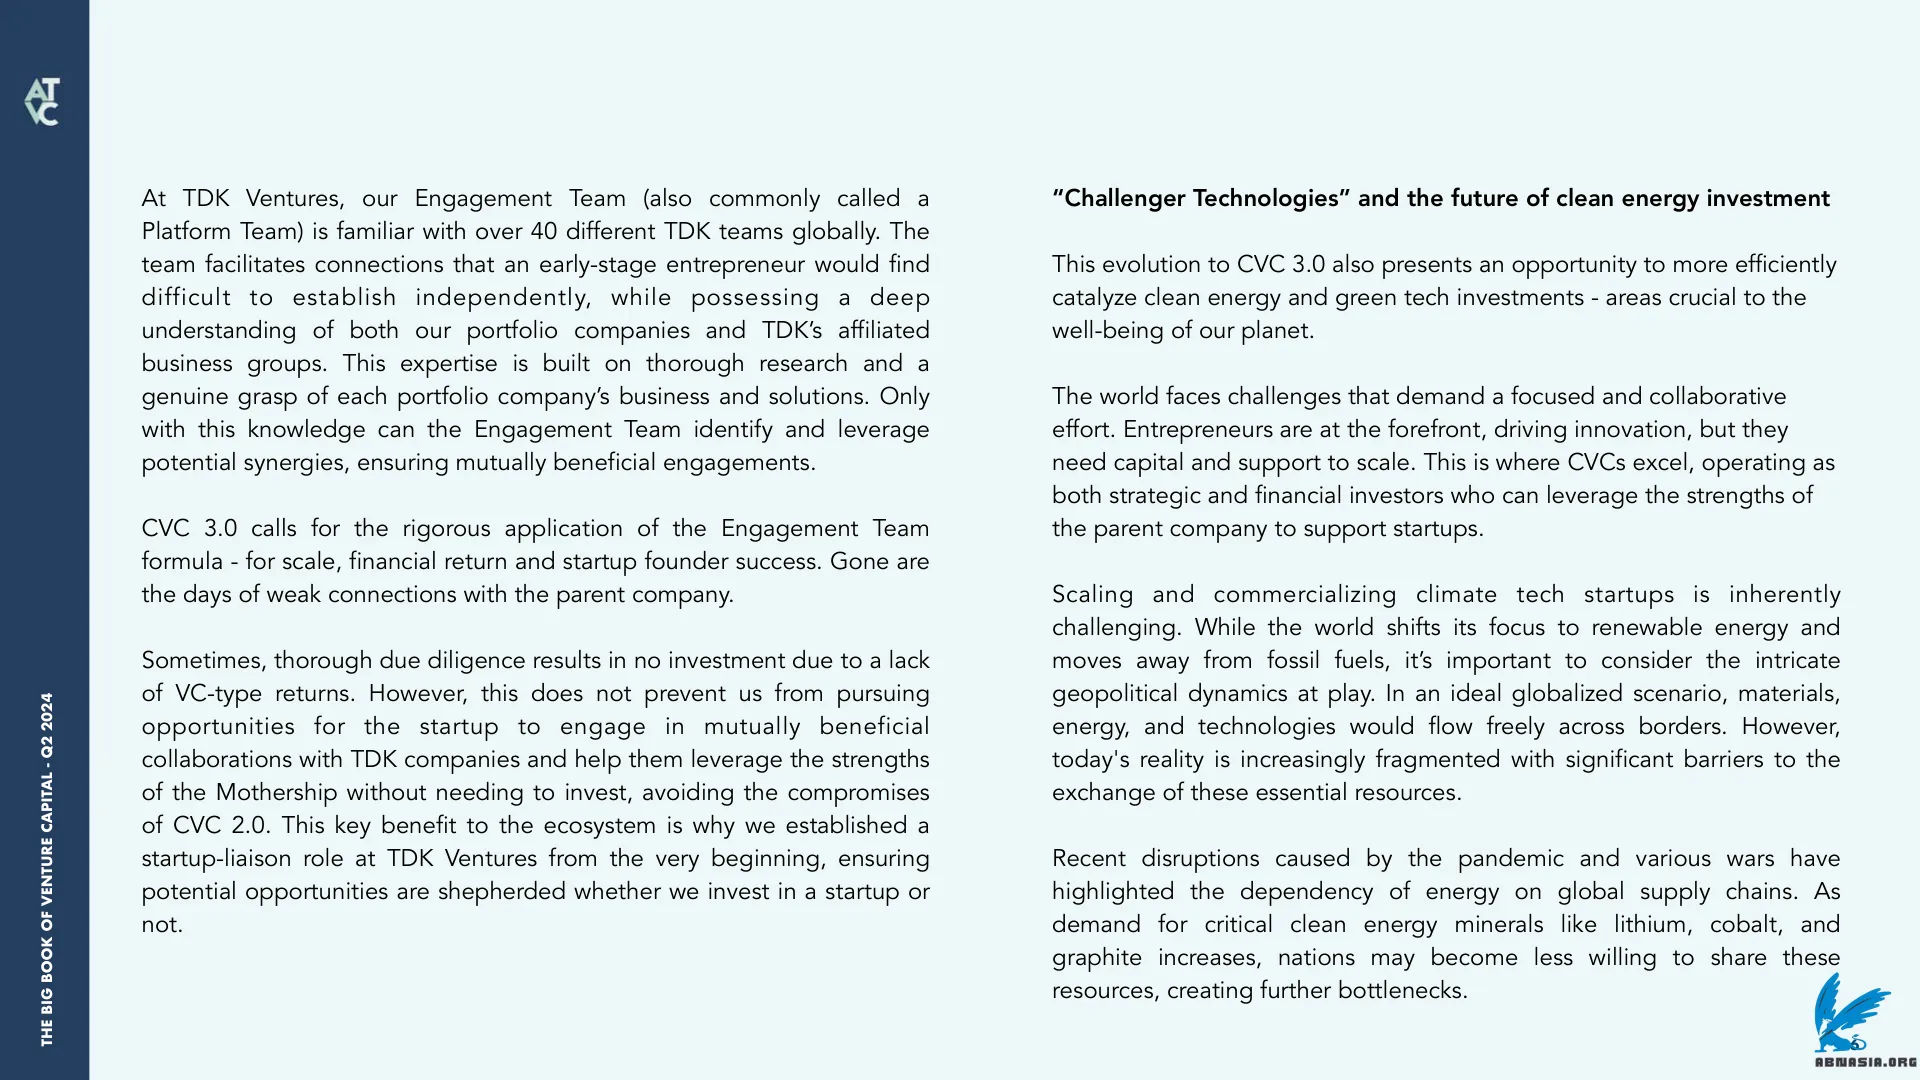 AT
VC
THE BIG BOOK OF VENTURE CAPITAL - Q2 2024
At TDK Ventures, our Engagement Team (also commonly called a
Platform Team) is familiar with over 40 different TDK teams globally. The
team facilitates connections that an early-stage entrepreneur would find
difficult to establish independently, while possessing a deep
understanding of both our portfolio companies and TDK’s affiliated
business groups. This expertise is built on thorough research and a
genuine grasp of each portfolio company’s business and solutions. Only
with this knowledge can the Engagement Team identify and leverage
potential synergies, ensuring mutually beneficial engagements.
CVC 3.0 calls for the rigorous application of the Engagement Team
formula - for scale, financial return and startup founder success. Gone are
the days of weak connections with the parent company.
Sometimes, thorough due diligence results in no investment due to a lack
of VC-type returns. However, this does not prevent us from pursuing
opportunities for the startup to engage in mutually beneficial
collaborations with TDK companies and help them leverage the strengths
of the Mothership without needing to invest, avoiding the compromises
of CVC 2.0. This key benefit to the ecosystem is why we established a
startup-liaison role at TDK Ventures from the very beginning, ensuring
potential opportunities are shepherded whether we invest in a startup or
not.
“Challenger Technologies” and the future of clean energy investment
This evolution to CVC 3.0 also presents an opportunity to more efficiently
catalyze clean energy and green tech investments - areas crucial to the
well-being of our planet.
The world faces challenges that demand a focused and collaborative
effort. Entrepreneurs are at the forefront, driving innovation, but they
need capital and support to scale. This is where CVCs excel, operating as
both strategic and financial investors who can leverage the strengths of
the parent company to support startups.
Scaling and commercializing climate tech startups is inherently
challenging. While the world shifts its focus to renewable energy and
moves away from fossil fuels, it’s important to consider the intricate
geopolitical dynamics at play. In an ideal globalized scenario, materials,
energy, and technologies would flow freely across borders. However,
today's reality is increasingly fragmented with significant barriers to the
exchange of these essential resources.
Recent disruptions caused by the pandemic and various wars have
highlighted the dependency of energy on global supply chains. As
demand for critical clean energy minerals like lithium, cobalt, and
graphite increases, nations may become less willing to share these
resources, creating further bottlenecks.
ABNASIA.ORG